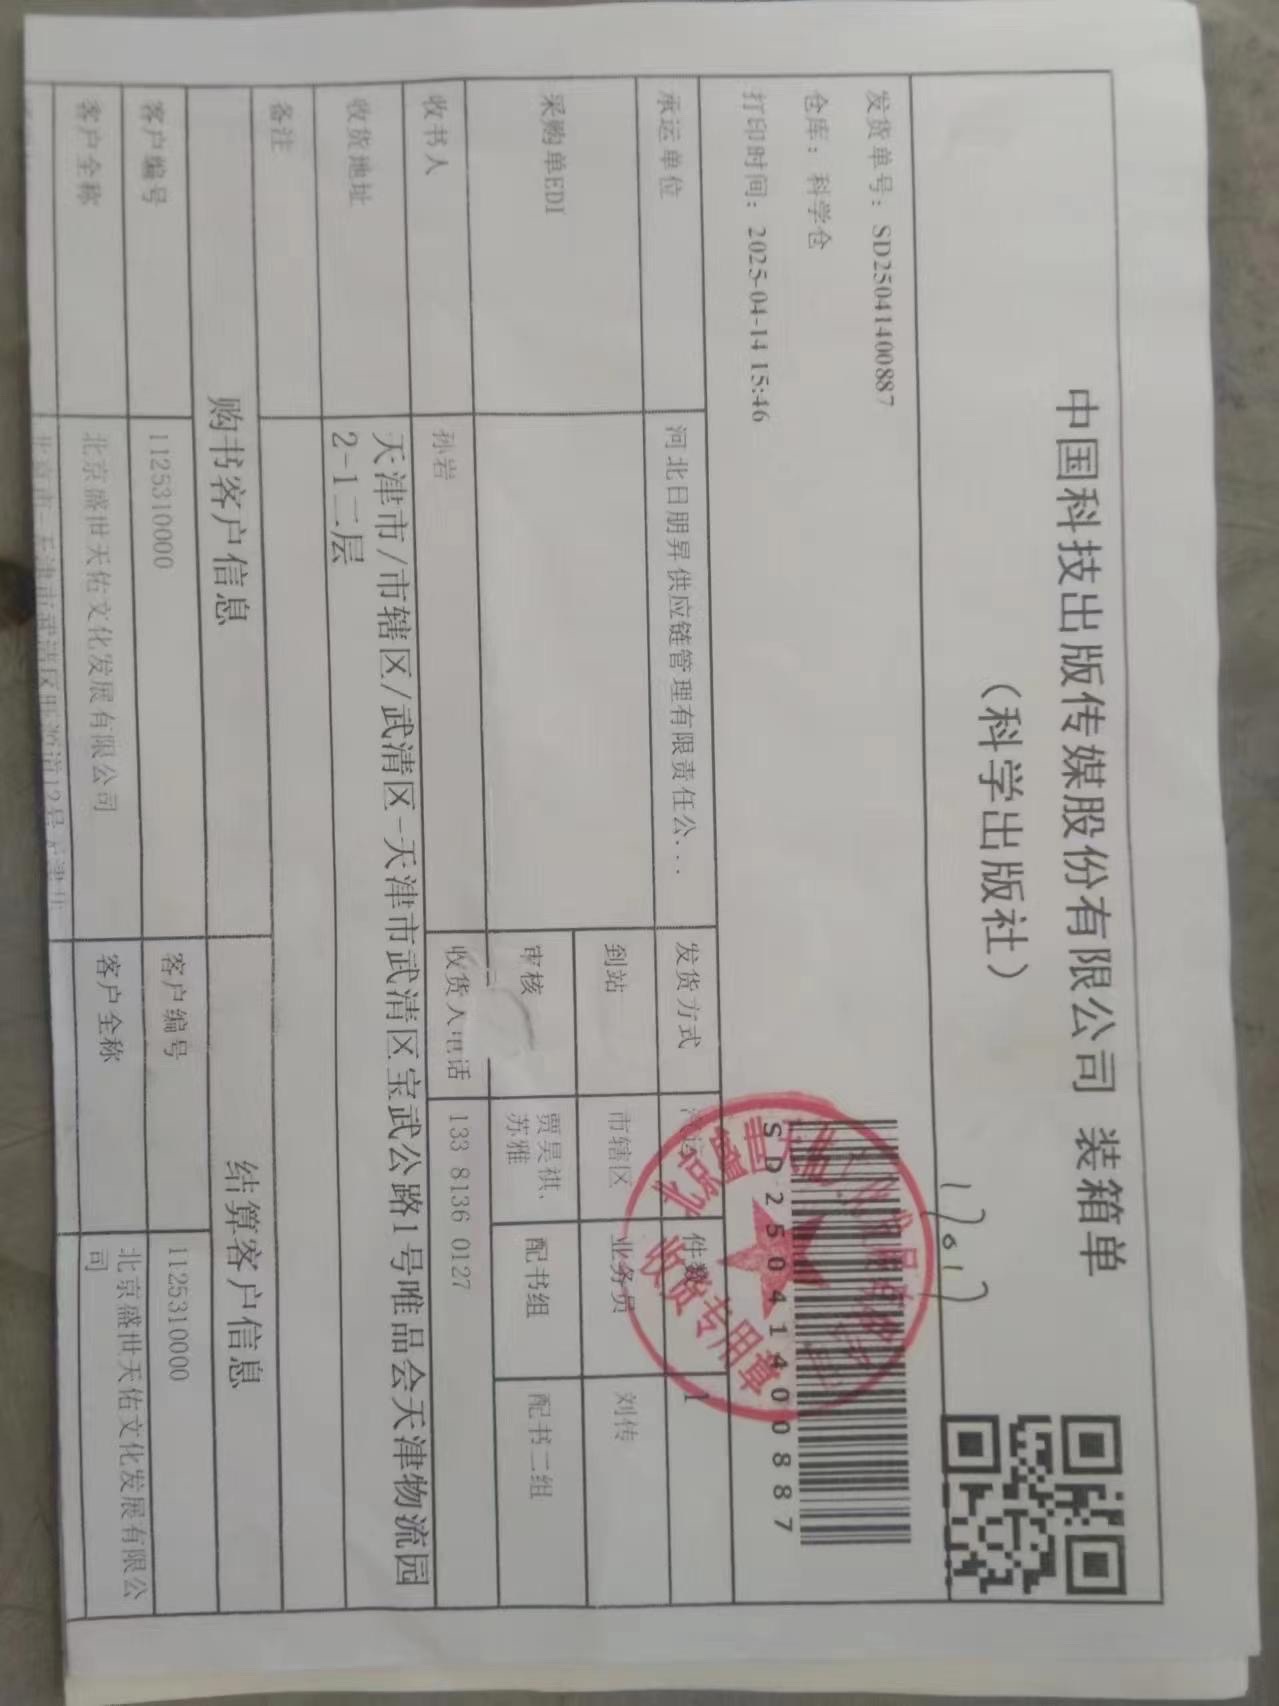 中国科技出版传媒股份有限公司 装箱单
（科学出版社）
12017
发货单号：SD2504140887
仓库：科学仓
打印时间：2025-04-14 15:46
SD2504140887
收货专用章
承运单位 河北日朋昇供应链管理有限责任公... 发货方式 件数 1
采购单EDI 到站 市辖区 业务员 刘传
审核 贾昊祺、苏雅 配书组 配书二组
收书人 孙岩 收货人电话 133 8136 0127
收货地址 天津市/市辖区/武清区-天津市武清区宝武公路1号唯品会天津物流园
2-1二层
备注
购书客户信息 结算客户信息
客户编号 1125310000 客户编号 1125310000
客户全称 北京盛世天佑文化发展有限公司 客户全称 北京盛世天佑文化发展有限公
司